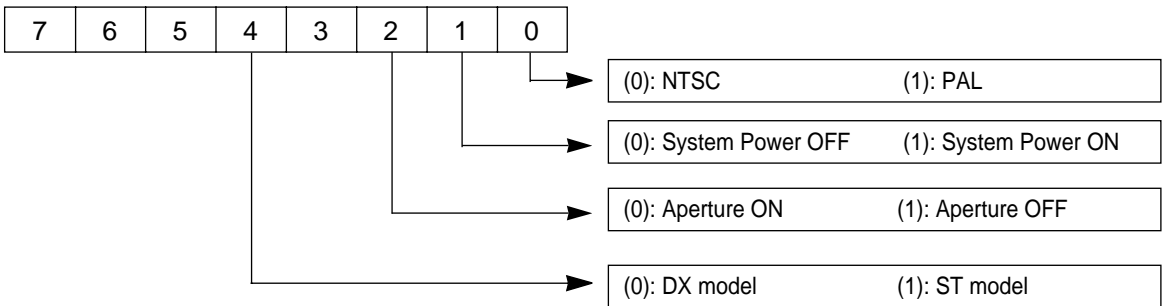 7 6 5 4 3 2 1 0
(0): NTSC (1): PAL
(0): System Power OFF (1): System Power ON
(0): Aperture ON (1): Aperture OFF
(0): DX model (1): ST model